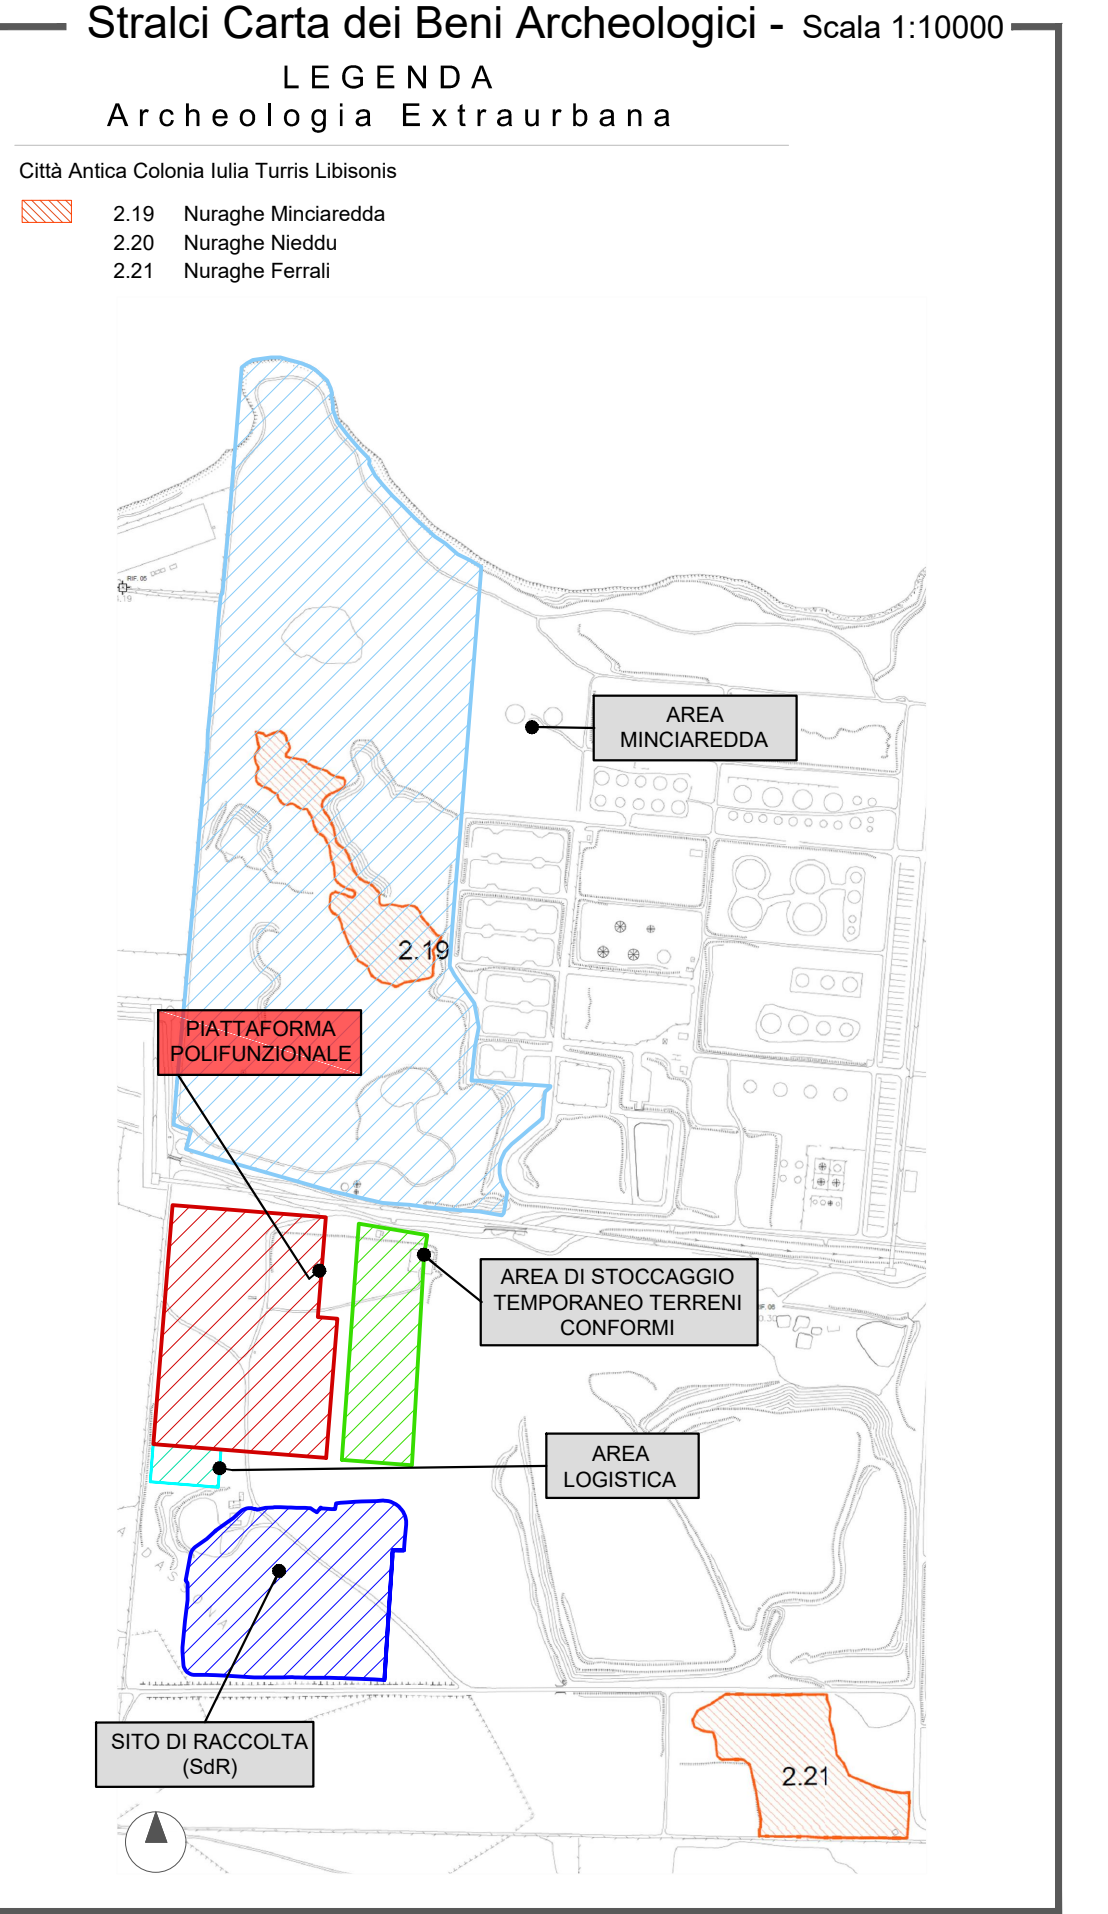 Stralci Carta dei Beni Archeologici - Scala 1:10000
LEGENDA
Archeologia Extraurbana
Città Antica Colonia Iulia Turris Libisonis
2.19 Nuraghe Minciaredda
2.20 Nuraghe Nieddu
2.21 Nuraghe Ferrali
RIF. 05
AREA
MINCIAREDDA
2.19
PIATTAFORMA
POLIFUNZIONALE
AREA DI STOCCAGGIO
TEMPORANEO TERRENI
CONFORMI
AREA
LOGISTICA
SITO DI RACCOLTA
(SdR)
2.21